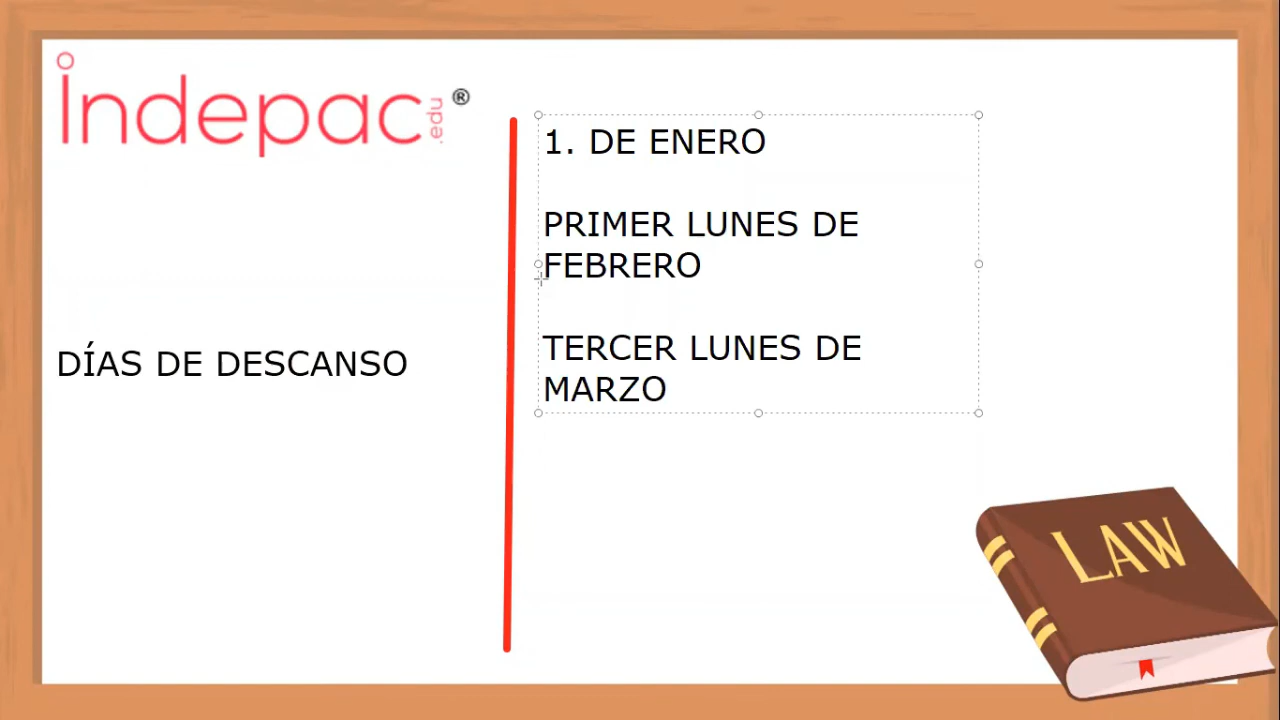 indepac.edu®
DÍAS DE DESCANSO
1. DE ENERO
PRIMER LUNES DE
FEBRERO
TERCER LUNES DE
MARZO
LAW